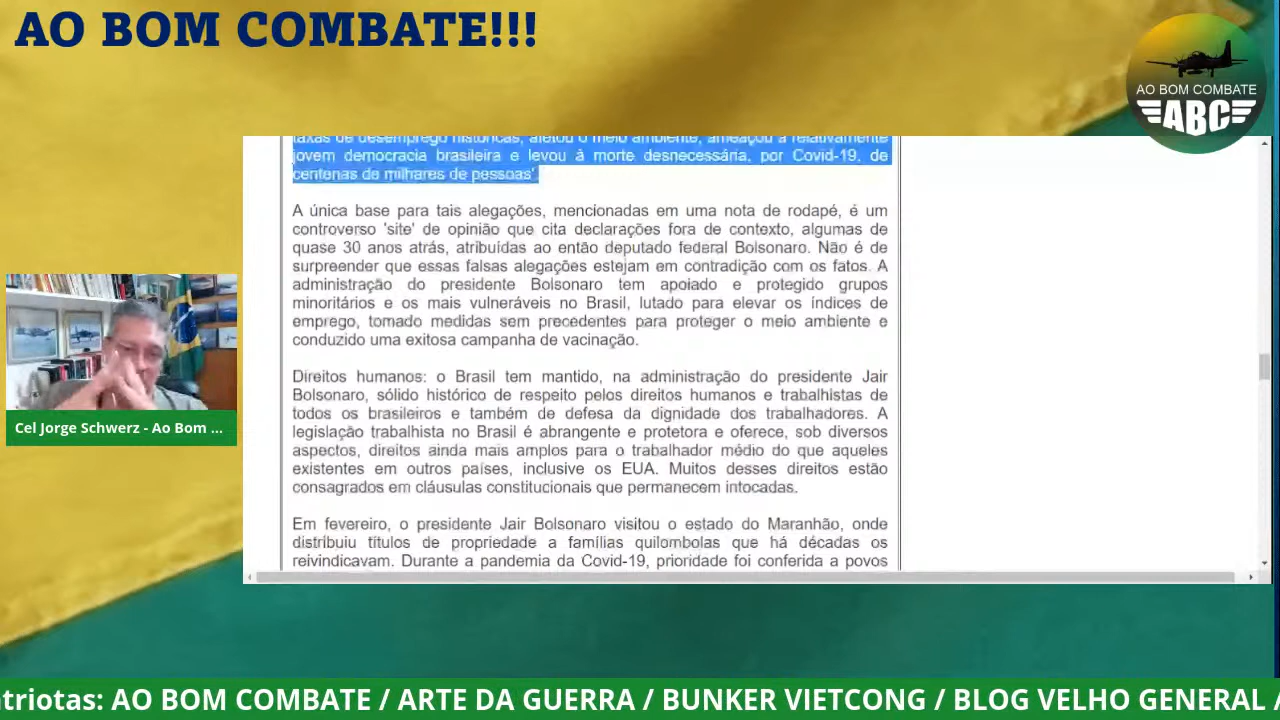 AO BOM COMBATE!!!
AO BOM COMBATE
ABC
taxas de desemprego históricas, afetou o meio ambiente, ameaçou a relativamente
jovem democracia brasileira e levou à morte desnecessária, por Covid-19, de
centenas de milhares de pessoas'.
A única base para tais alegações, mencionadas em uma nota de rodapé, é um
controverso 'site' de opinião que cita declarações fora de contexto, algumas de
quase 30 anos atrás, atribuídas ao então deputado federal Bolsonaro. Não é de
surpreender que essas falsas alegações estejam em contradição com os fatos. A
administração do presidente Bolsonaro tem apoiado e protegido grupos
minoritários e os mais vulneráveis no Brasil, lutado para elevar os índices de
emprego, tomado medidas sem precedentes para proteger o meio ambiente e
conduzido uma exitosa campanha de vacinação.
Direitos humanos: o Brasil tem mantido, na administração do presidente Jair
Bolsonaro, sólido histórico de respeito pelos direitos humanos e trabalhistas de
todos os brasileiros e também de defesa da dignidade dos trabalhadores. A
legislação trabalhista no Brasil é abrangente e protetora e oferece, sob diversos
aspectos, direitos ainda mais amplos para o trabalhador médio do que aqueles
existentes em outros países, inclusive os EUA. Muitos desses direitos estão
consagrados em cláusulas constitucionais que permanecem intocadas.
Em fevereiro, o presidente Jair Bolsonaro visitou o estado do Maranhão, onde
distribuiu títulos de propriedade a famílias quilombolas que há décadas os
reivindicavam. Durante a pandemia da Covid-19, prioridade foi conferida a povos
Cel Jorge Schwerz - Ao Bom ...
triotas: AO BOM COMBATE / ARTE DA GUERRA / BUNKER VIETCONG / BLOG VELHO GENERAL /